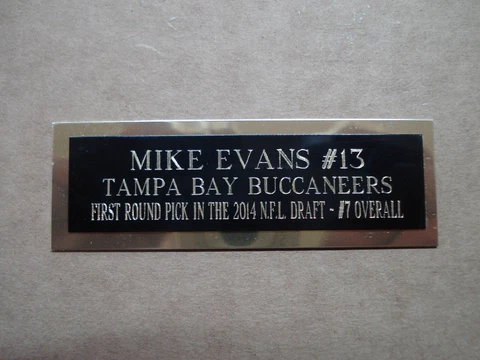 MIKE EVANS #13
TAMPA BAY BUCCANEERS
FIRST ROUND PICK IN THE 2014 N.F.L. DRAFT - #7 OVERALL